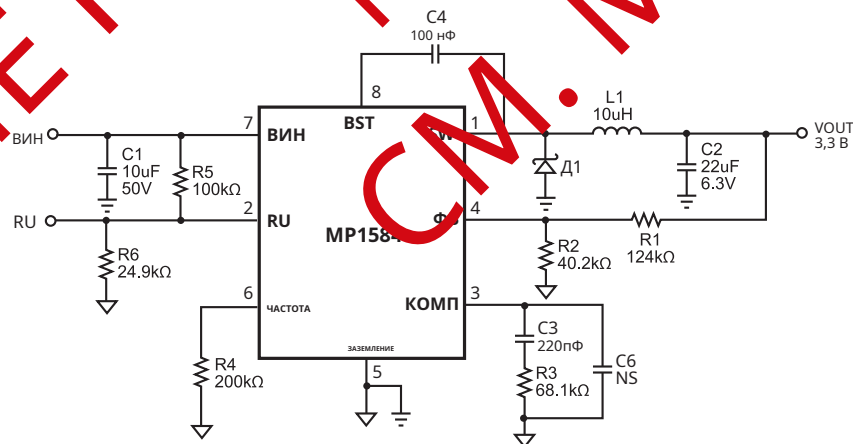 C4
100 нФ
8
BST
7
ВИН
1
ВИН
C1
10uF
50V
R5
100kΩ
L1
10uH
VOUT
3,3 В
C2
22uF
6.3V
Д1
RU
2
RU
4
MP1584
R6
24.9kΩ
R2
40.2kΩ
R1
124kΩ
6
ЧАСТОТА
КОМП
3
C3
220пФ
R3
68.1kΩ
C6
NS
R4
200kΩ
ЗАЗЕМЛЕНИЕ
5
CM.